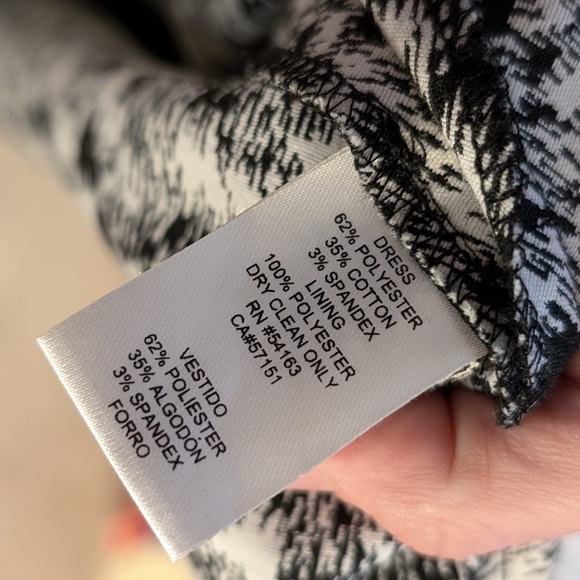 DRESS
62% POLYESTER
35% COTTON
3% SPANDEX
LINING
100% POLYESTER
DRY CLEAN ONLY
RN #54163
CA#57151
VESTIDO
62% POLIESTER
35% ALGODÓN
3% SPANDEX
FORRO